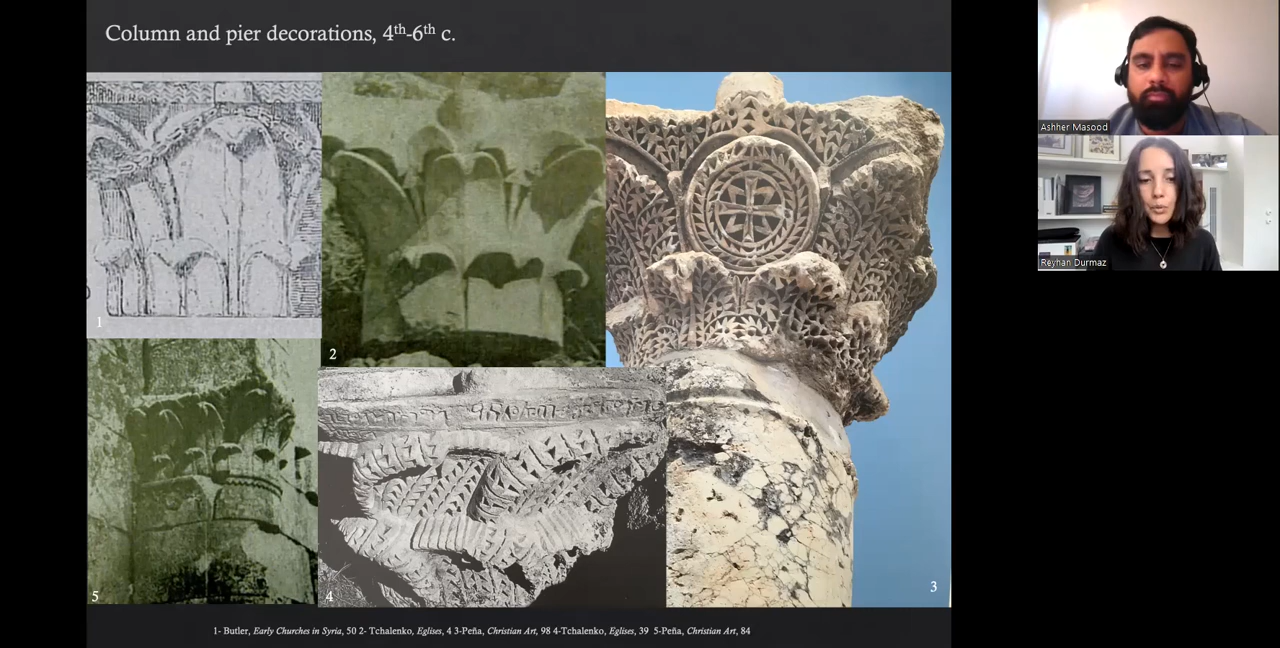 Column and pier decorations, 4th-6th c.
Ashher Masood
Reyhan Durmaz
1
2
3
4
5
1- Butler, Early Churches in Syria, 50 2- Tchalenko, Eglises, 4 3-Peña, Christian Art, 98 4-Tchalenko, Eglises, 39 5-Peña, Christian Art, 84